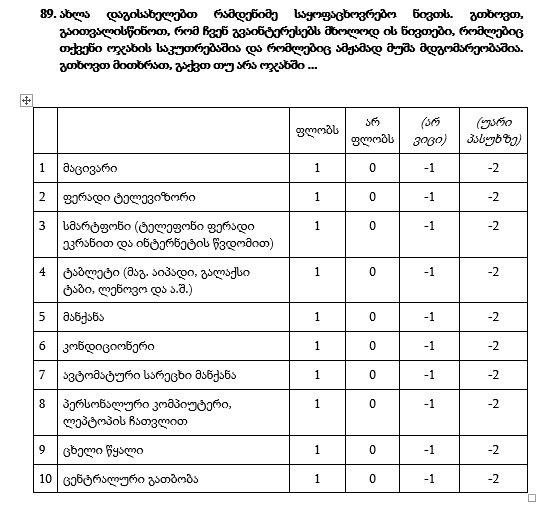 89. ახლა დაგისახელებთ რამდენიმე საყოფაცხოვრებო ნივთს. გთხოვთ,
გაითვალისწინოთ, რომ ჩვენ გვაინტერესებს მხოლოდ ის ნივთები, რომლებიც
თქვენი ოჯახის საკუთრებაშია და რომლებიც ამჟამად მუშა მდგომარეობაშია.
გთხოვთ მითხრათ, გაქვთ თუ არა ოჯახში ...
ფლობს არ ფლობს (არ ვიცი) (უარი პასუხზე)
1 მაცივარი 1 0 -1 -2
2 ფერადი ტელევიზორი 1 0 -1 -2
3 სმარტფონი (ტელეფონი ფერადი 1 0 -1 -2
ეკრანით და ინტერნეტის წვდომით)
4 ტაბლეტი (მაგ. აიპადი, გალაქსი 1 0 -1 -2
ტაბი, ლენოვო და ა.შ.)
5 მანქანა 1 0 -1 -2
6 კონდიციონერი 1 0 -1 -2
7 ავტომატური სარეცხი მანქანა 1 0 -1 -2
8 პერსონალური კომპიუტერი, 1 0 -1 -2
ლეპტოპის ჩათვლით
9 ცხელი წყალი 1 0 -1 -2
10 ცენტრალური გათბობა 1 0 -1 -2